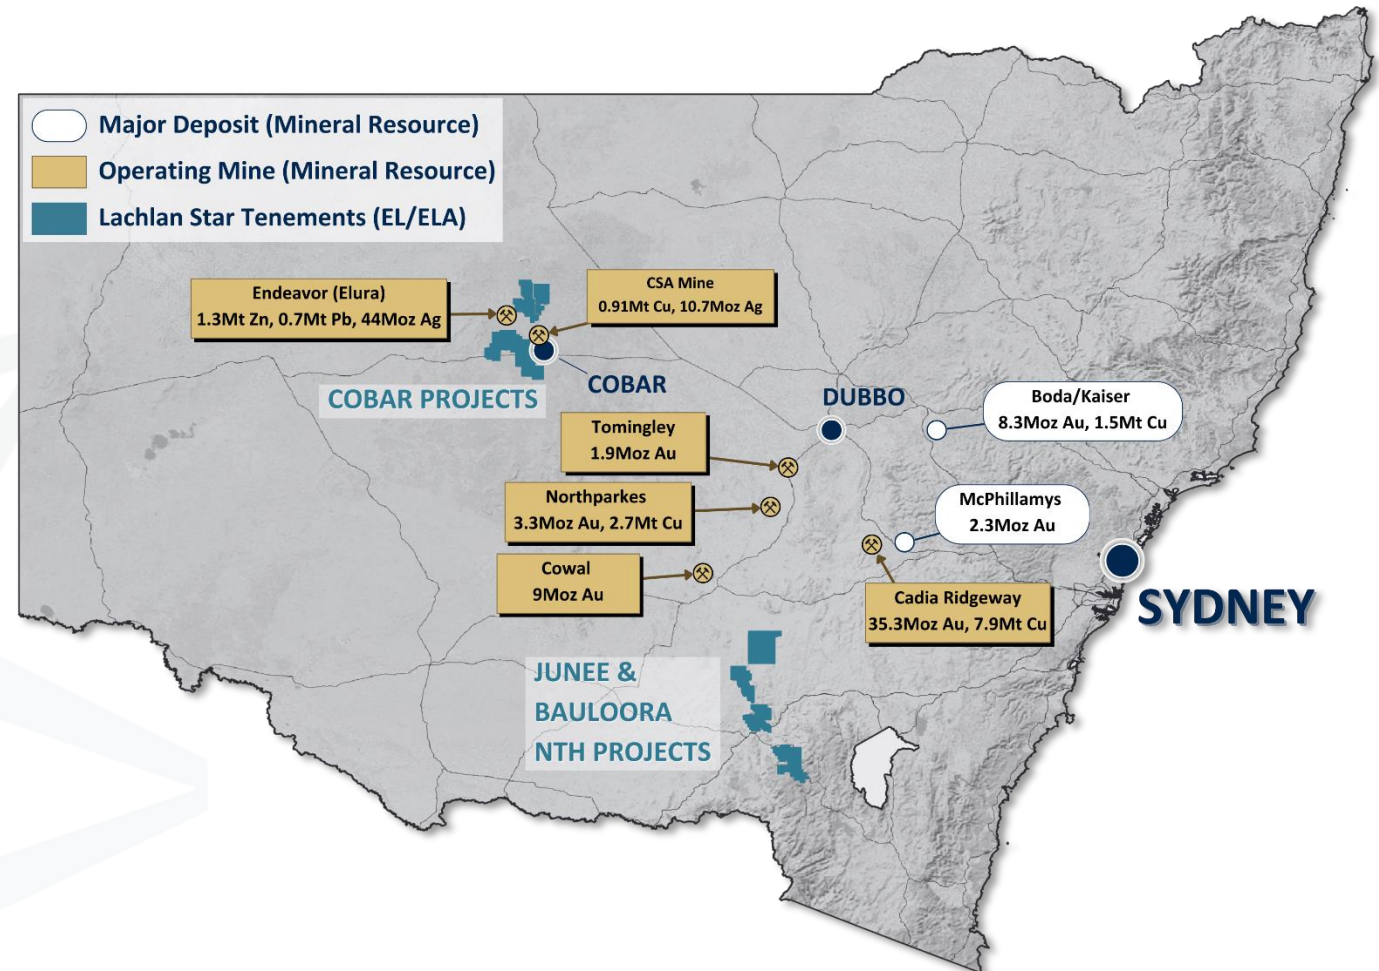 Major Deposit (Mineral Resource)
Operating Mine (Mineral Resource)
Lachlan Star Tenements (EL/ELA)
Endeavor (Elura)
1.3Mt Zn, 0.7Mt Pb, 44Moz Ag
CSA Mine
0.91Mt Cu, 10.7Moz Ag
COBAR PROJECTS
COBAR
DUBBO
Boda/Kaiser
8.3Moz Au, 1.5Mt Cu
Tomingley
1.9Moz Au
Northparkes
3.3Moz Au, 2.7Mt Cu
McPhillamys
2.3Moz Au
Cowal
9Moz Au
Cadia Ridgeway
35.3Moz Au, 7.9Mt Cu
SYDNEY
JUNEE &
BAULOORA
NTH PROJECTS